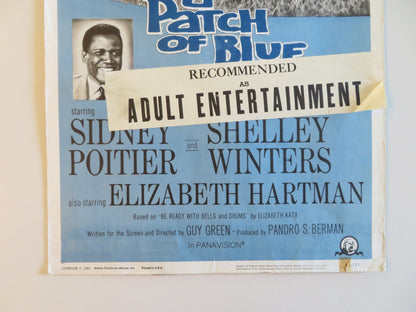 a
PATCH
OF BLUE
RECOMMENDED
AS
ADULT ENTERTAINMENT
starring
SIDNEY
POITIER
and
SHELLEY
WINTERS
also starring ELIZABETH HARTMAN
Based on "BE READY WITH BELLS AND DRUMS" by ELIZABETH KATA
Written for the Screen and Directed by GUY GREEN • Produced by PANDRO S. BERMAN
In PANAVISION®